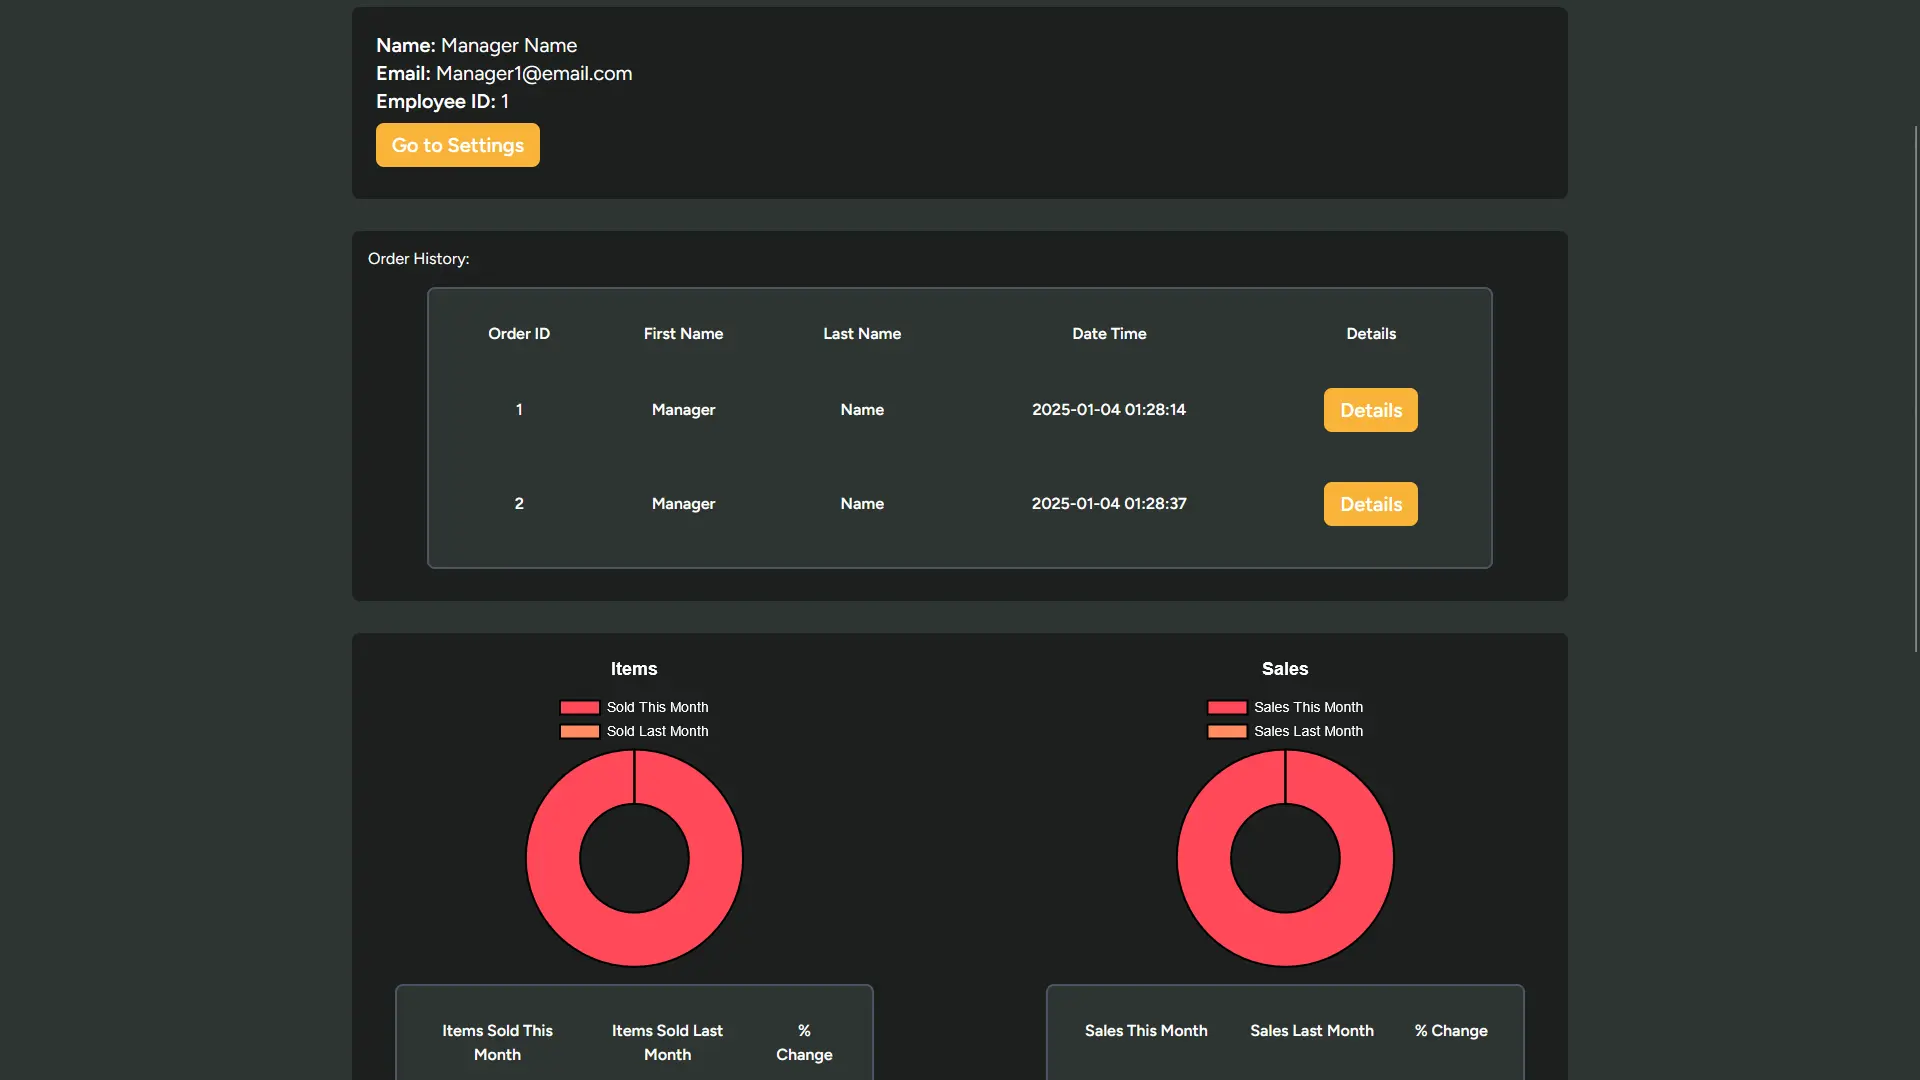 Name: Manager Name
Email: Manager1@email.com
Employee ID: 1
Go to Settings
Order History:
Order ID First Name Last Name Date Time Details
1 Manager Name 2025-01-04 01:28:14 Details
2 Manager Name 2025-01-04 01:28:37 Details
Items
Sold This Month
Sold Last Month
Items Sold This Month Items Sold Last Month % Change
Sales
Sales This Month
Sales Last Month
Sales This Month Sales Last Month % Change